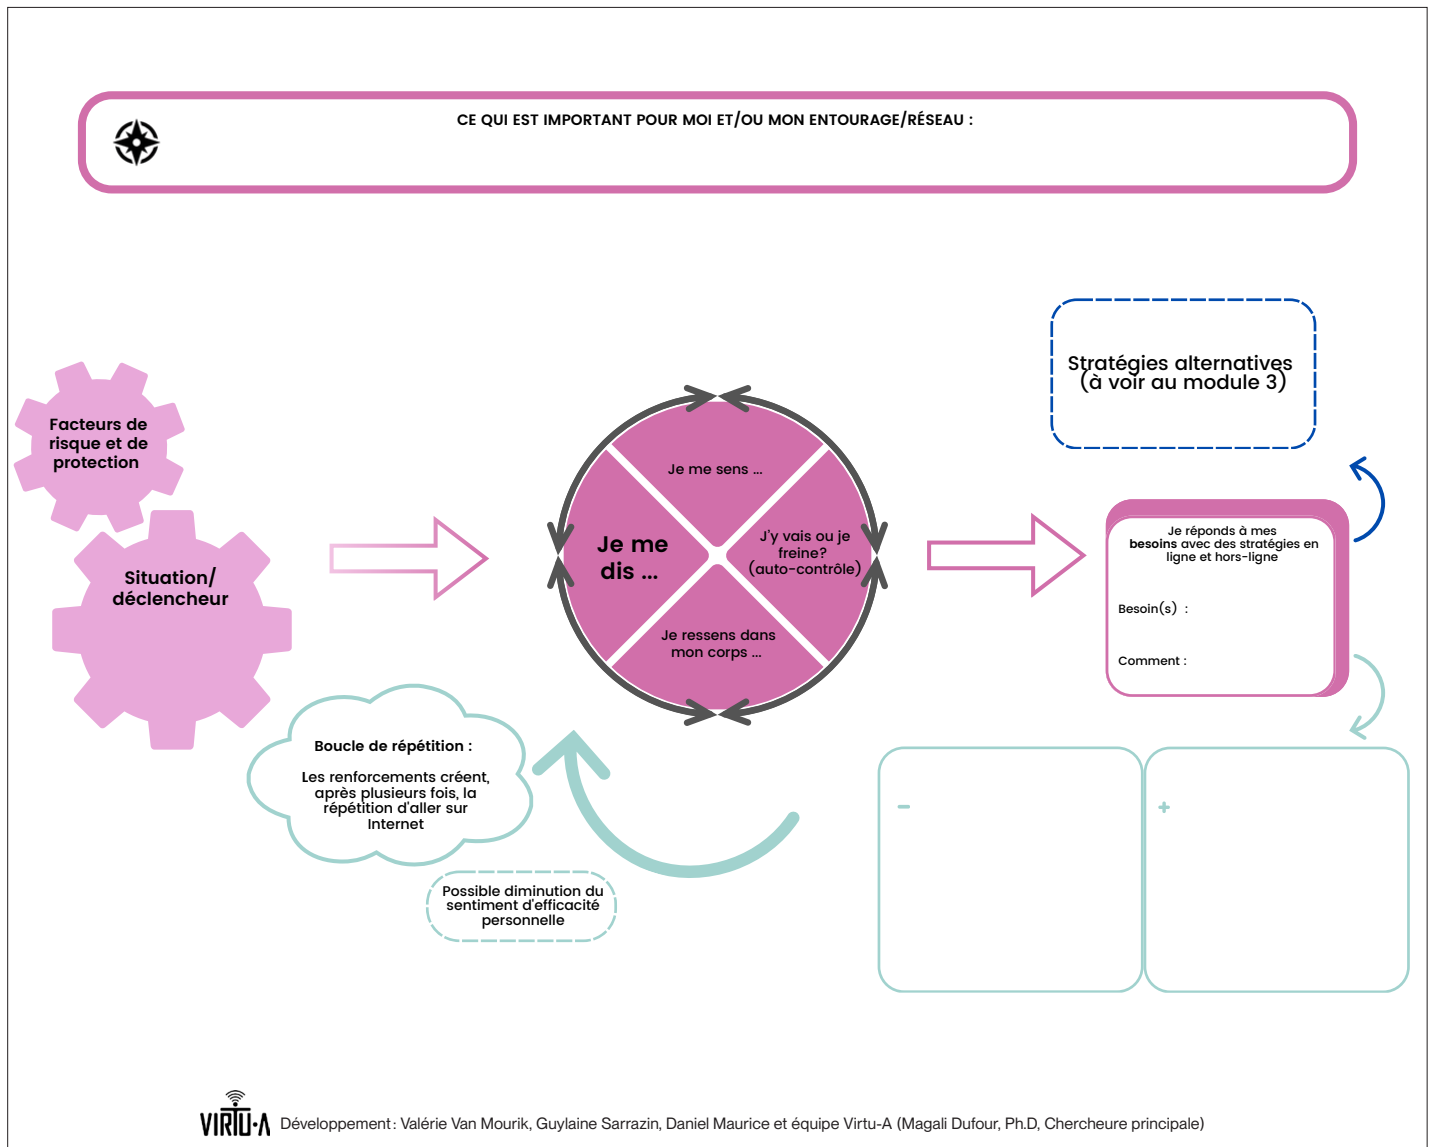 CE QUI EST IMPORTANT POUR MOI ET/OU MON ENTOURAGE/RÉSEAU :
Stratégies alternatives
(à voir au module 3)
Facteurs de
risque et de
protection
Situation/
déclencheur
Je me sens ...
Je me
dis ...
J'y vais ou je
freine?
(auto-contrôle)
Je ressens dans
mon corps ...
Je réponds à mes
besoins avec des stratégies en
ligne et hors-ligne
Besoin(s) :
Comment :
Boucle de répétition :
Les renforcements créent,
après plusieurs fois, la
répétition d'aller sur
Internet
Possible diminution du
sentiment d'efficacité
personnelle
-
+
VIRTU·A
Développement : Valérie Van Mourik, Guylaine Sarrazin, Daniel Maurice et équipe Virtu-A (Magali Dufour, Ph.D, Chercheure principale)